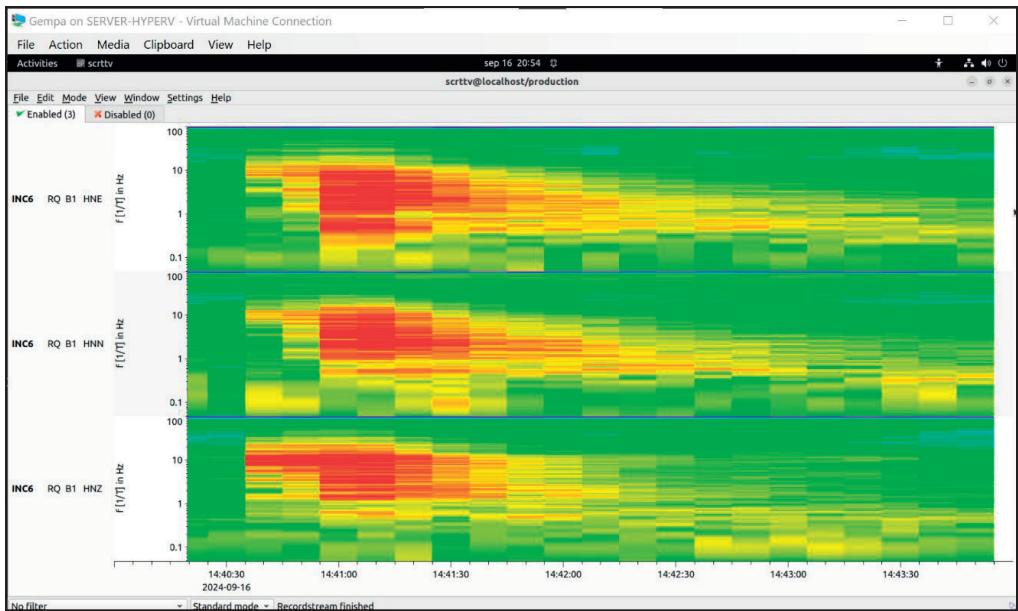 Gempa on SERVER-HYPERV - Virtual Machine Connection
File Action Media Clipboard View Help
Activities scrttv sep 16 20:54
scrttv@localhost/production
File Edit Mode View Window Settings Help
Enabled (3) Disabled (0)
100
10
1
0.1
f [1/T] in Hz
INC6 RQ B1 HNE
100
10
1
0.1
f [1/T] in Hz
INC6 RQ B1 HNN
100
10
1
0.1
f [1/T] in Hz
INC6 RQ B1 HNZ
14:40:30 14:41:00 14:41:30 14:42:00 14:42:30 14:43:00 14:43:30
2024-09-16
No filter Standard mode Recordstream finished